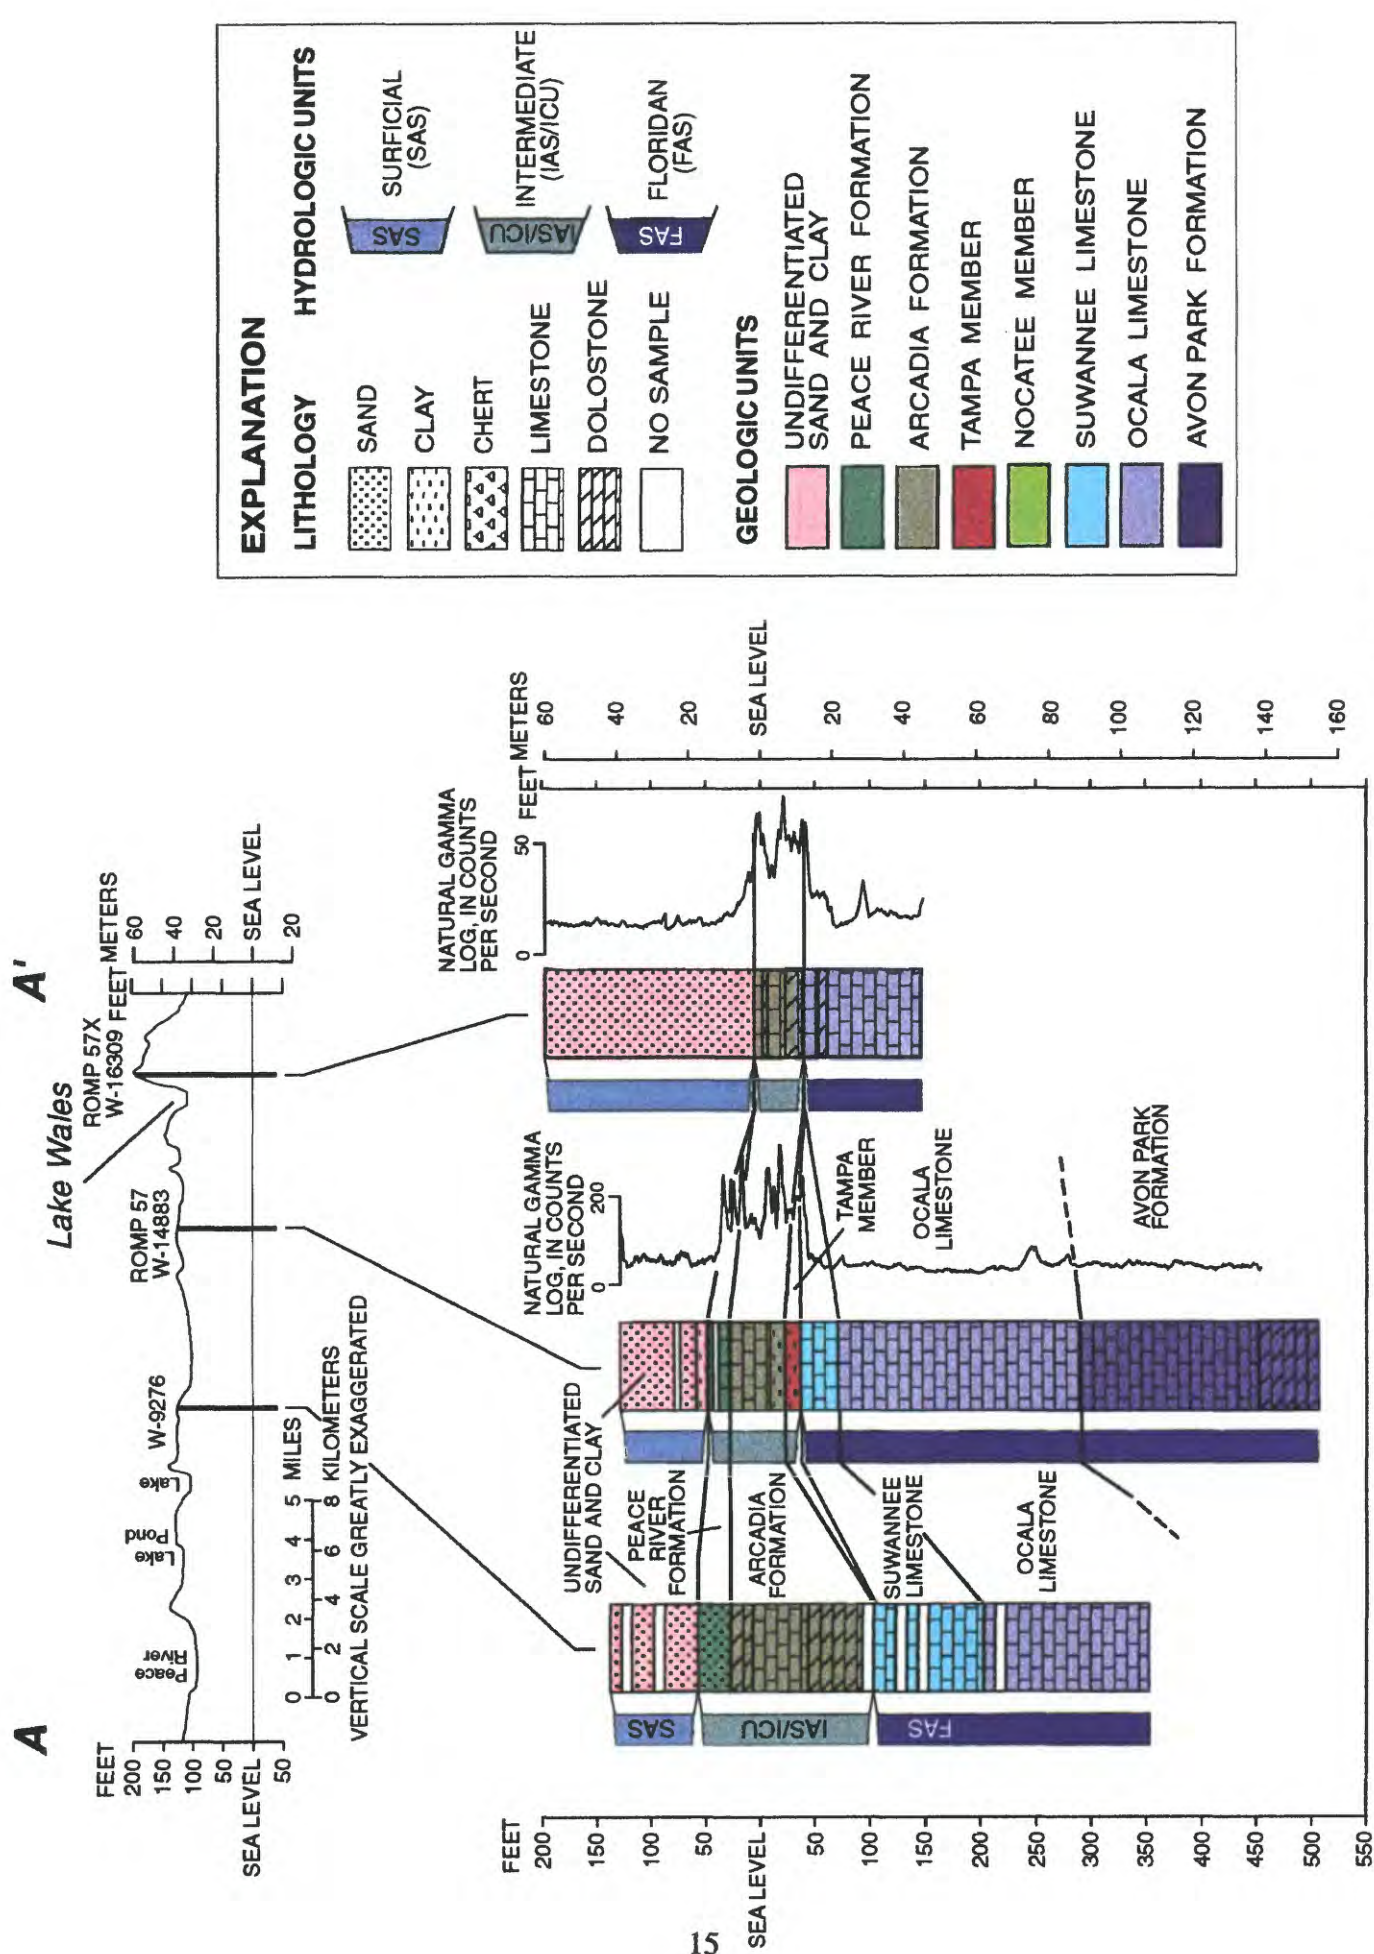 A
A'
Lake Wales
FEET
200
150
100
50
SEA LEVEL
50
Peace
River
Lake
Pond
Lake
W-9276
ROMP 57
W-14883
ROMP 57X
W-16309
FEET
METERS
60
40
20
SEA LEVEL
20
0 1 2 3 4 5 MILES
0 2 4 6 8 KILOMETERS
VERTICAL SCALE GREATLY EXAGGERATED
FEET
200
150
100
50
SEA LEVEL
50
100
150
200
250
300
350
400
450
500
550
SAS
IAS/ICU
FAS
UNDIFFERENTIATED
SAND AND CLAY
PEACE
RIVER
FORMATION
ARCADIA
FORMATION
SUWANNEE
LIMESTONE
OCALA
LIMESTONE
NATURAL GAMMA
LOG, IN COUNTS
PER SECOND
0 200
TAMPA
MEMBER
OCALA
LIMESTONE
AVON PARK
FORMATION
NATURAL GAMMA
LOG, IN COUNTS
PER SECOND
0 50
FEET
METERS
60
40
20
SEA LEVEL
20
40
60
80
100
120
140
160
EXPLANATION
LITHOLOGY
SAND
CLAY
CHERT
LIMESTONE
DOLOSTONE
NO SAMPLE
HYDROLOGIC UNITS
SAS
SURFICIAL
(SAS)
IAS/ICU
INTERMEDIATE
(IAS/ICU)
FAS
FLORIDAN
(FAS)
GEOLOGIC UNITS
UNDIFFERENTIATED
SAND AND CLAY
PEACE RIVER FORMATION
ARCADIA FORMATION
TAMPA MEMBER
NOCATEE MEMBER
SUWANNEE LIMESTONE
OCALA LIMESTONE
AVON PARK FORMATION
15